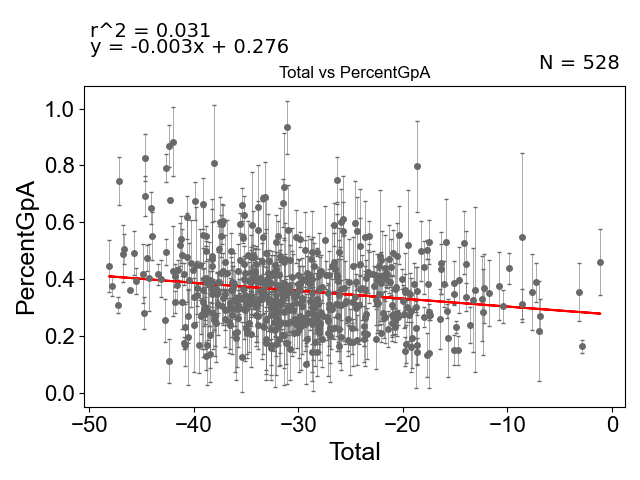 r^2 = 0.031
y = -0.003x + 0.276
N = 528
Total vs PercentGpA
1.0
0.8
0.6
0.4
0.2
0.0
PercentGpA
−50
−40
−30
−20
−10
0
Total